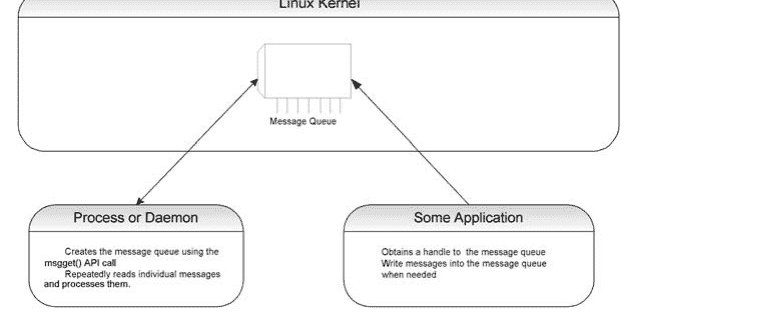 Linux Kernel
Message Queue
Process or Daemon
Creates the message queue using the
msgget() API call
Repeatedly reads individual messages
and processes them.
Some Application
Obtains a handle to the message queue
Write messages into the message queue
when needed